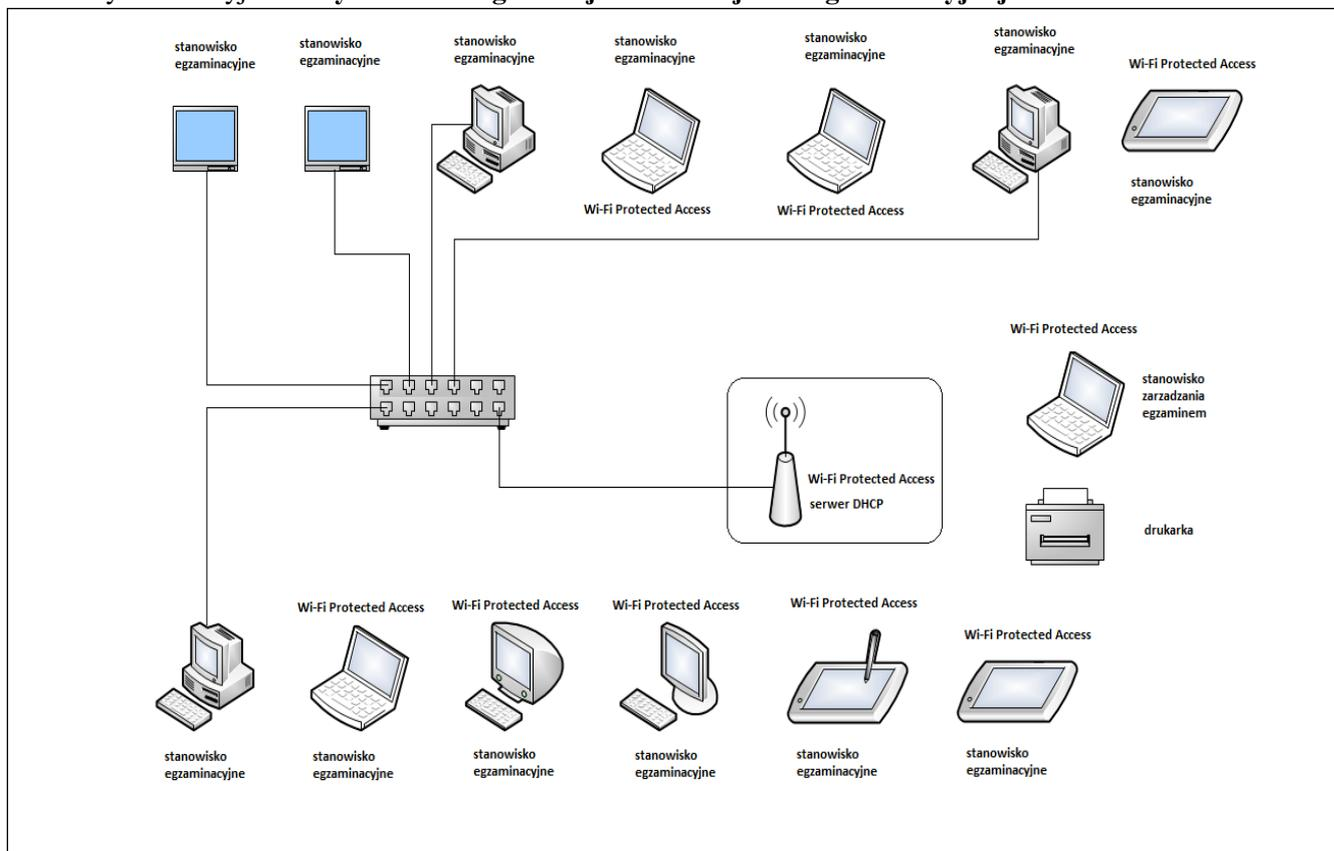 stanowisko
egzaminacyjne
stanowisko
egzaminacyjne
stanowisko
egzaminacyjne
stanowisko
egzaminacyjne
stanowisko
egzaminacyjne
stanowisko
egzaminacyjne
Wi-Fi Protected Access
stanowisko
egzaminacyjne
Wi-Fi Protected Access
Wi-Fi Protected Access
Wi-Fi Protected Access
stanowisko
zarzadzania
egzaminem
Wi-Fi Protected Access
serwer DHCP
drukarka
Wi-Fi Protected Access
Wi-Fi Protected Access
Wi-Fi Protected Access
Wi-Fi Protected Access
Wi-Fi Protected Access
stanowisko
egzaminacyjne
stanowisko
egzaminacyjne
stanowisko
egzaminacyjne
stanowisko
egzaminacyjne
stanowisko
egzaminacyjne
stanowisko
egzaminacyjne